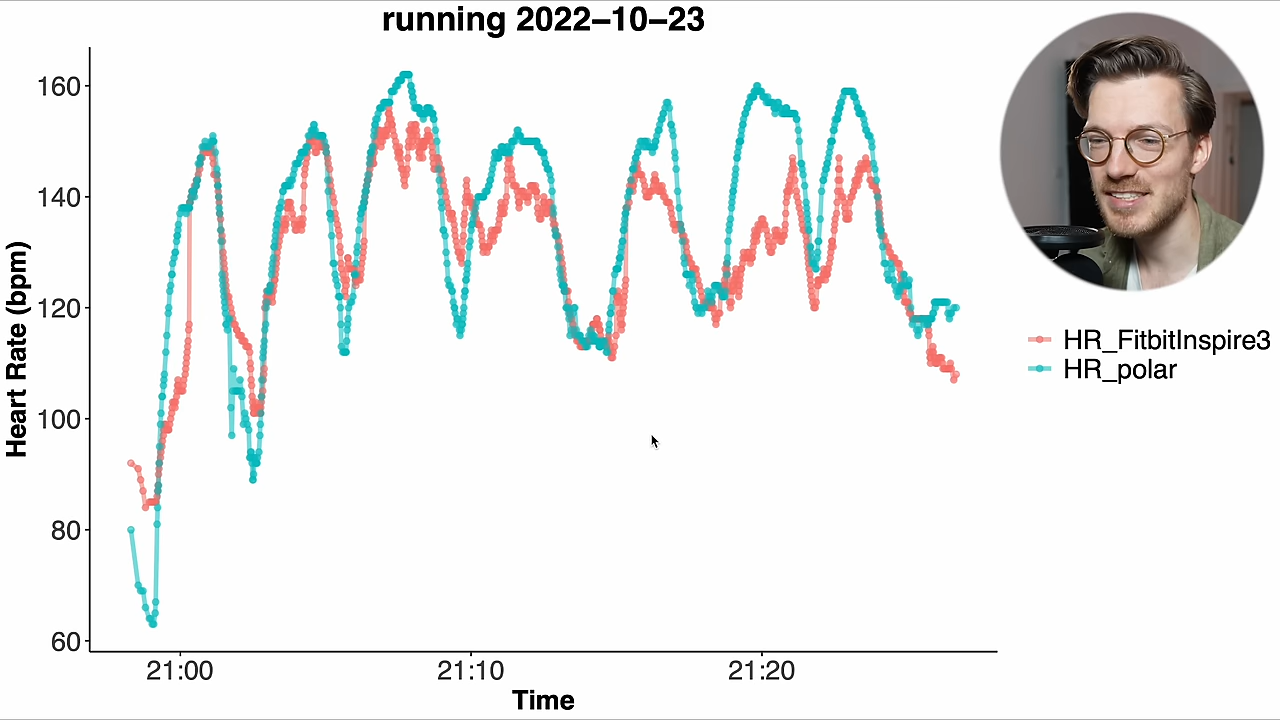 running 2022–10–23
Heart Rate (bpm)
160
140
120
100
80
60
21:00
21:10
21:20
Time
HR_FitbitInspire3
HR_polar